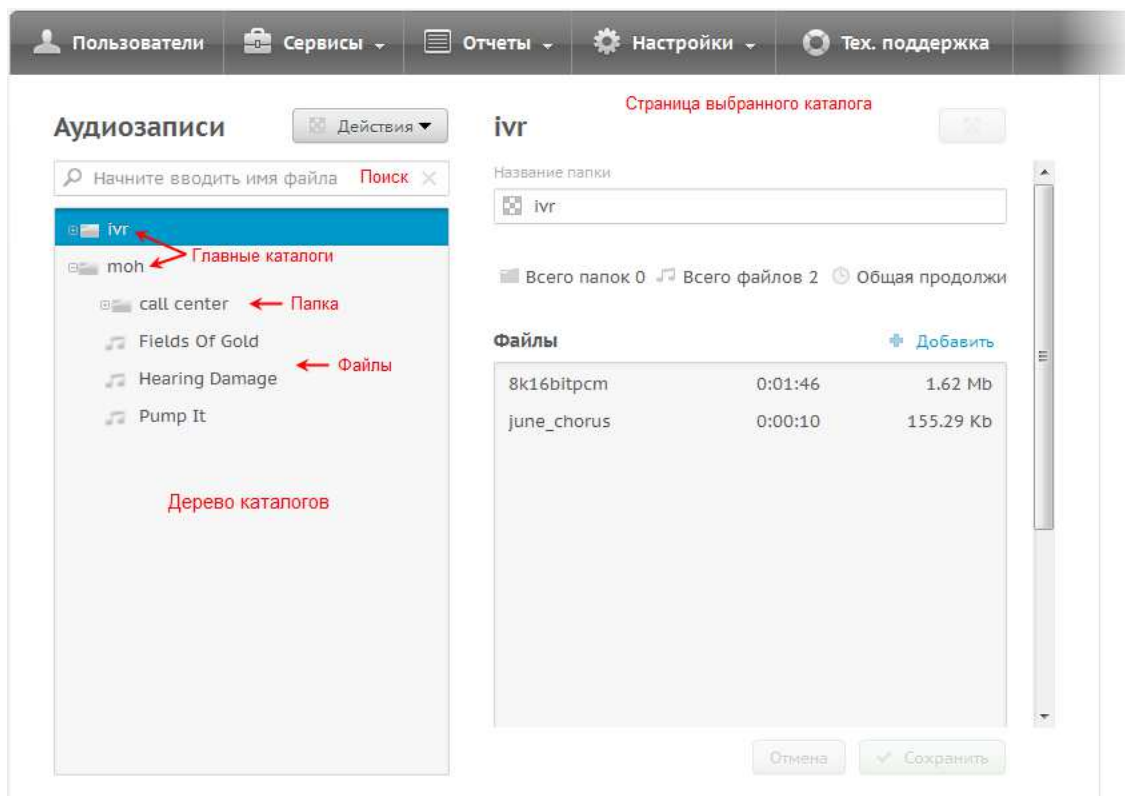 Пользователи Сервисы Отчеты Настройки Тех. поддержка
Страница выбранного каталога
Аудиозаписи Действия
Начните вводить имя файла Поиск
ivr
Главные каталоги
moh
call center Папка
Fields Of Gold
Файлы
Hearing Damage
Pump It
Дерево каталогов
ivr
Название папки
ivr
Всего папок 0 Всего файлов 2 Общая продолжи
Файлы Добавить
8k16bitpcm 0:01:46 1.62 Mb
june_chorus 0:00:10 155.29 Kb
Отмена Сохранить